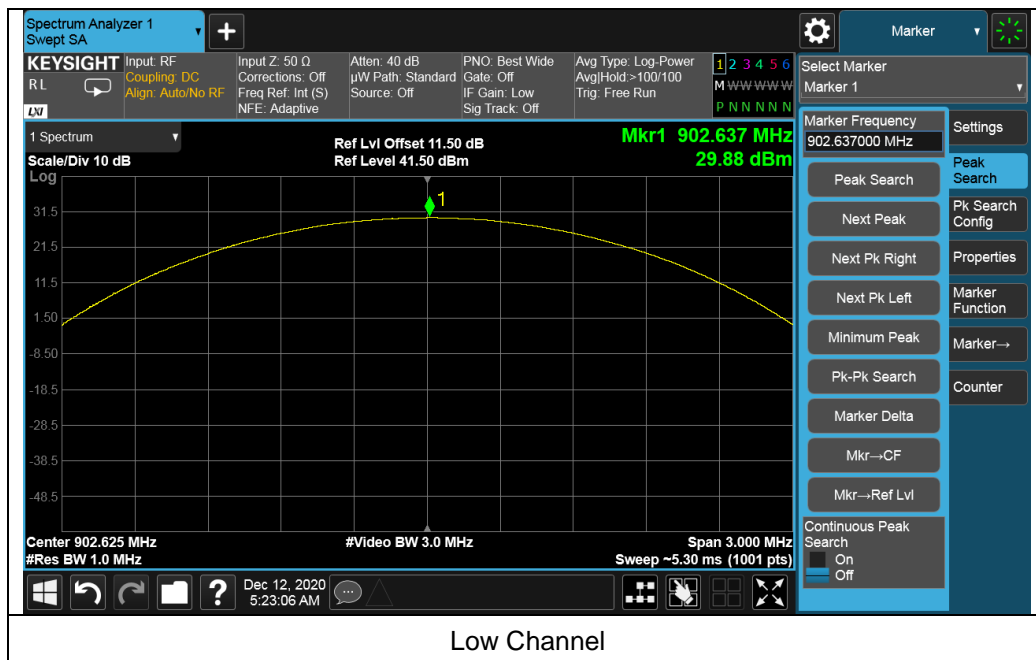 Spectrum Analyzer 1
Swept SA
+
Marker
KEYSIGHT
RL
LXI
Input: RF
Coupling: DC
Align: Auto/No RF
Input Z: 50 Ω
Corrections: Off
Freq Ref: Int (S)
NFE: Adaptive
Atten: 40 dB
µW Path: Standard
Source: Off
PNO: Best Wide
Gate: Off
IF Gain: Low
Sig Track: Off
Avg Type: Log-Power
Avg|Hold:>100/100
Trig: Free Run
1 2 3 4 5 6
M W W W W W
P N N N N N
Select Marker
Marker 1
1 Spectrum
Scale/Div 10 dB
Log
Ref Lvl Offset 11.50 dB
Ref Level 41.50 dBm
Mkr1 902.637 MHz
29.88 dBm
1
31.5
21.5
11.5
1.50
-8.50
-18.5
-28.5
-38.5
-48.5
Center 902.625 MHz
#Res BW 1.0 MHz
#Video BW 3.0 MHz
Span 3.000 MHz
Sweep ~5.30 ms (1001 pts)
Marker Frequency
902.637000 MHz
Peak Search
Next Peak
Next Pk Right
Next Pk Left
Minimum Peak
Pk-Pk Search
Marker Delta
Mkr→CF
Mkr→Ref Lvl
Continuous Peak
Search
On
Off
Settings
Peak
Search
Pk Search
Config
Properties
Marker
Function
Marker→
Counter
?
Dec 12, 2020
5:23:06 AM
Low Channel